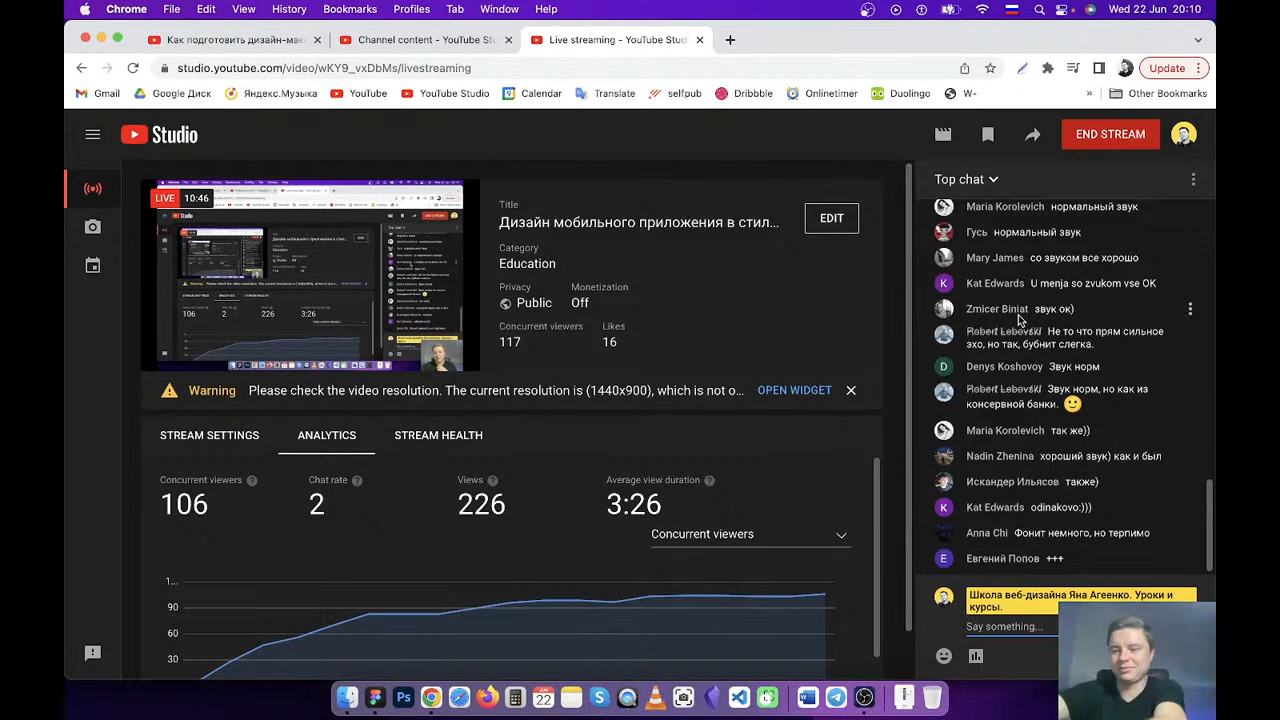 Chrome File Edit View History Bookmarks Profiles Tab Window Help Wed 22 Jun 20:10
Как подготовить дизайн-мак
Channel content - YouTube Stu
Live streaming - YouTube Studi
studio.youtube.com/video/wKY9_vxDbMs/livestreaming
Update
Gmail Google Диск Яндекс.Музыка YouTube YouTube Studio Calendar Translate selfpub Dribbble Onlinetimer Duolingo W- » Other Bookmarks
Studio
END STREAM
LIVE 10:46
Title
Дизайн мобильного приложения в стил...
EDIT
Category
Education
Privacy Monetization
Public Off
Concurrent viewers Likes
117 16
Warning Please check the video resolution. The current resolution is (1440x900), which is not o... OPEN WIDGET
STREAM SETTINGS ANALYTICS STREAM HEALTH
Concurrent viewers Chat rate Views Average view duration
106 2 226 3:26
Concurrent viewers
1...
90
60
30
Top chat
Maria Korolevich нормальный звук
Гусь нормальный звук
Mary James со звуком все хорошо
Kat Edwards U menja so zvukom vse OK
Zmicer Biniat звук ок)
Robert Lebovski Не то что прям сильное
эхо, но так, бубнит слегка.
Denys Koshovoy Звук норм
Robert Lebovski Звук норм, но как из
консервной банки.
Maria Korolevich так же))
Nadin Zhenina хороший звук) как и был
Искандер Ильясов также)
Kat Edwards odinakovo:)))
Anna Chi Фонит немного, но терпимо
Евгений Попов +++
Школа веб-дизайна Яна Агеенко. Уроки и
курсы.
Say something...
JUN
22